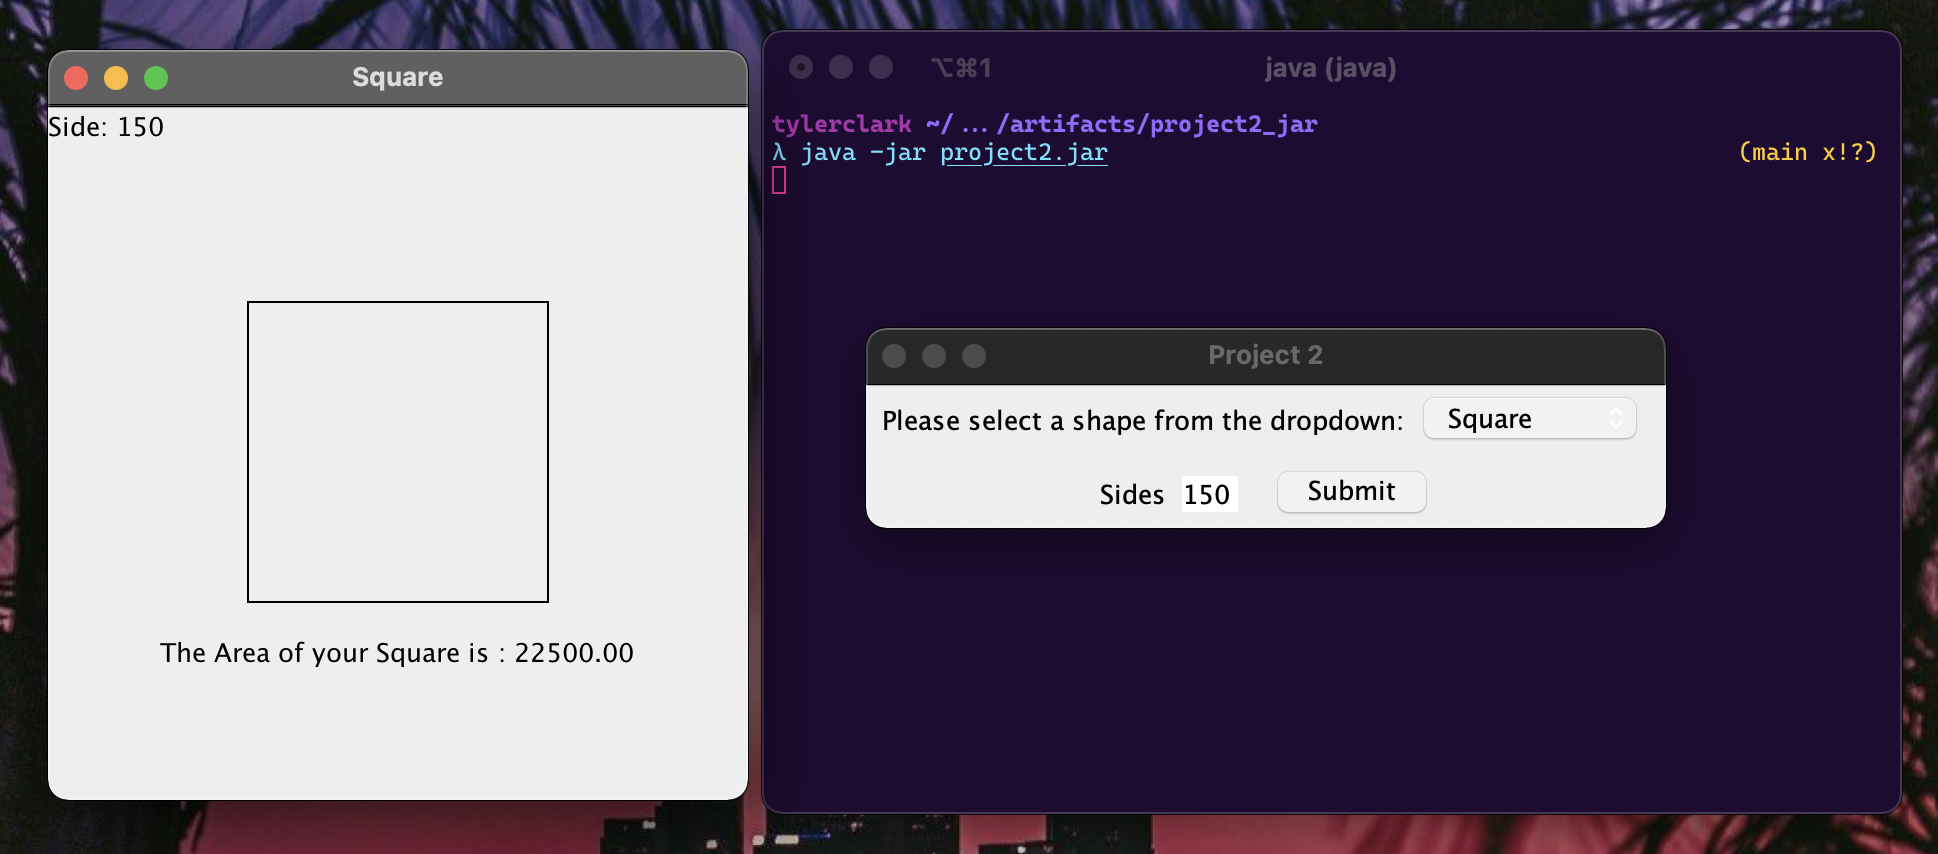 Square
Side: 150
The Area of your Square is : 22500.00
⌥⌘1
java (java)
tylerclark ~/ … /artifacts/project2_jar
λ java -jar project2.jar
(main x!?)
Project 2
Please select a shape from the dropdown:
Square
Sides 150
Submit